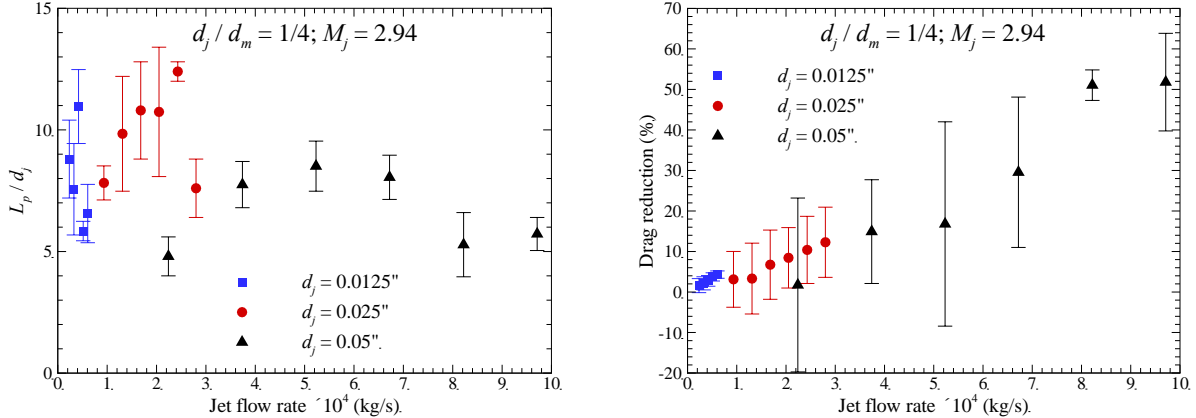 d_j / d_m = 1/4; M_j = 2.94
15.
10.
5.
0.
L_p / d_j
d_j = 0.0125"
d_j = 0.025"
d_j = 0.05".
0. 1. 2. 3. 4. 5. 6. 7. 8. 9. 10.
Jet flow rate ´10^4 (kg/s).
d_j / d_m = 1/4; M_j = 2.94
d_j = 0.0125"
d_j = 0.025"
d_j = 0.05".
70
60.
50.
40.
30.
20.
10.
0.
-10.
-20.
Drag reduction (%)
0. 1. 2. 3. 4. 5. 6. 7. 8. 9. 10.
Jet flow rate ´10^4 (kg/s).